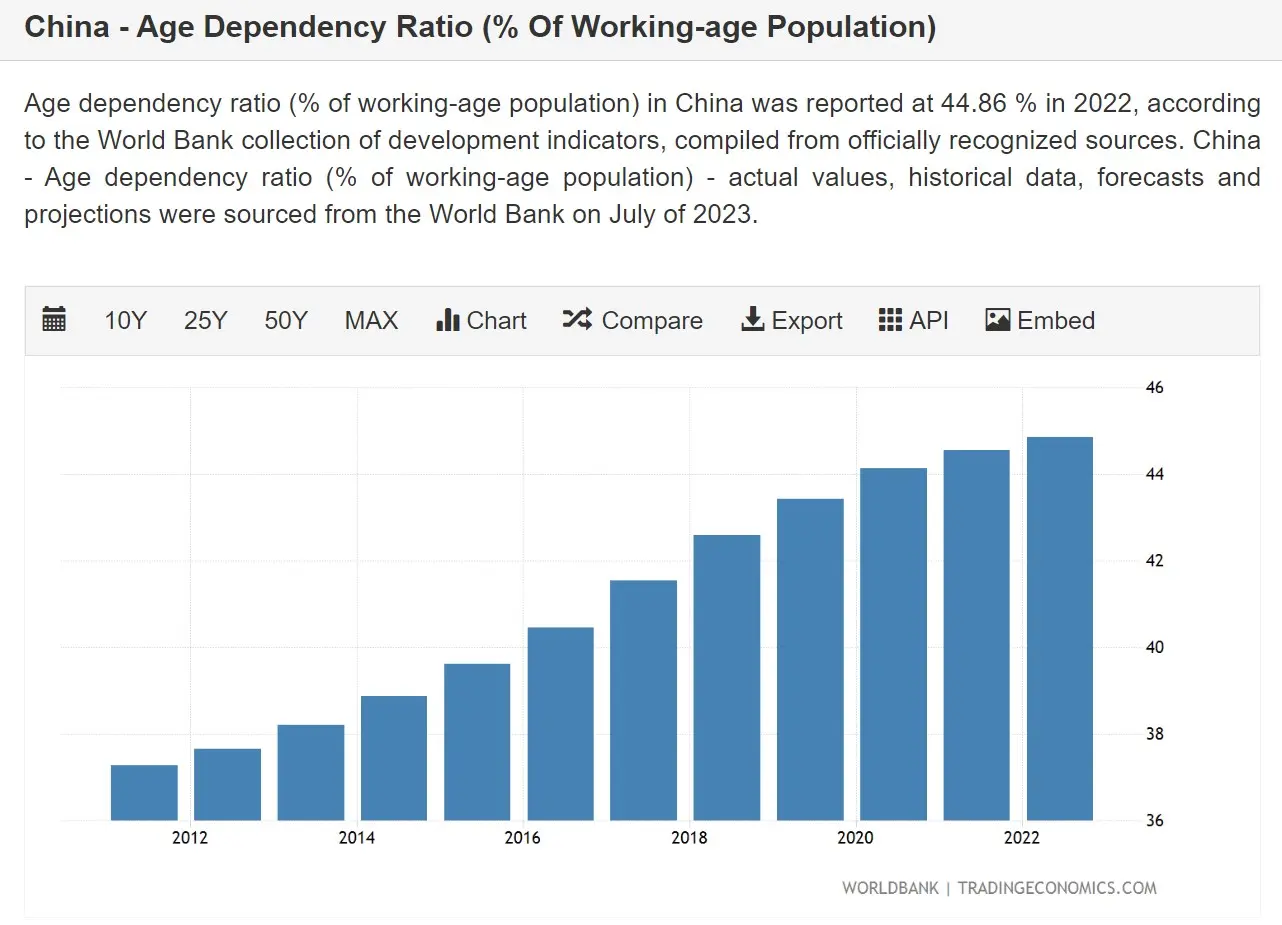 China - Age Dependency Ratio (% Of Working-age Population)
Age dependency ratio (% of working-age population) in China was reported at 44.86 % in 2022, according
to the World Bank collection of development indicators, compiled from officially recognized sources. China
- Age dependency ratio (% of working-age population) - actual values, historical data, forecasts and
projections were sourced from the World Bank on July of 2023.
10Y 25Y 50Y MAX Chart Compare Export API Embed
46
44
42
40
38
36
2012 2014 2016 2018 2020 2022
WORLDBANK | TRADINGECONOMICS.COM